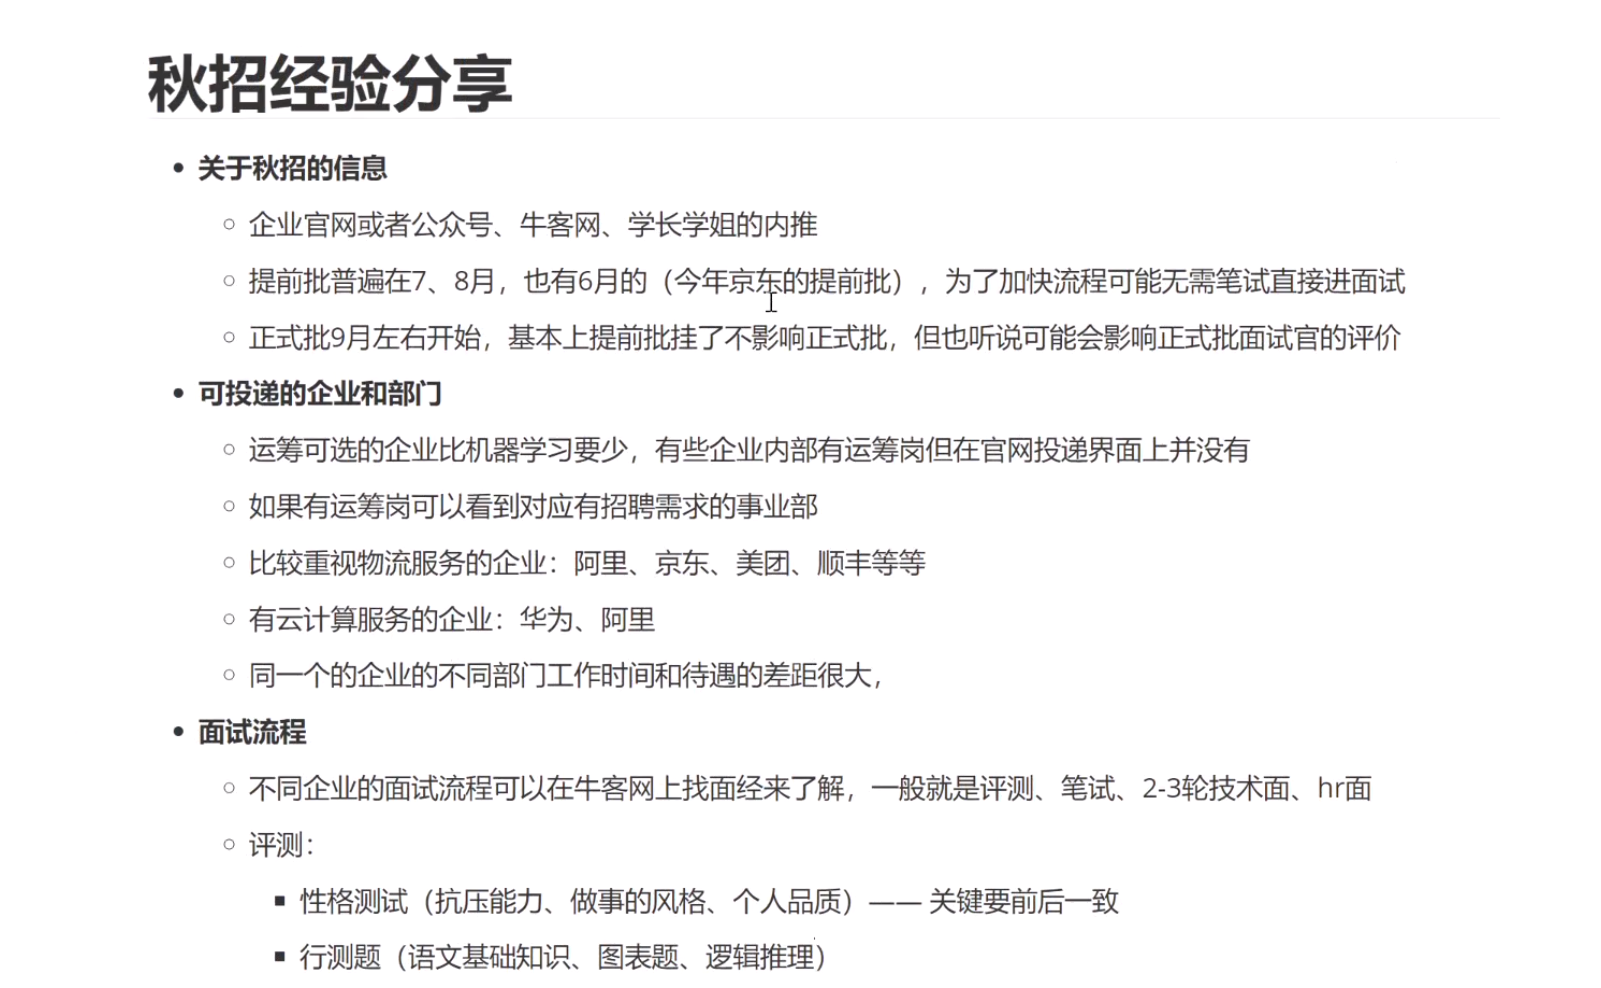 秋招经验分享
关于秋招的信息
企业官网或者公众号、牛客网、学长学姐的内推
提前批普遍在7、8月，也有6月的（今年京东的提前批），为了加快流程可能无需笔试直接进面试
正式批9月左右开始，基本上提前批挂了不影响正式批，但也听说可能会影响正式批面试官的评价
可投递的企业和部门
运筹可选的企业比机器学习要少，有些企业内部有运筹岗但在官网投递界面上并没有
如果有运筹岗可以看到对应有招聘需求的事业部
比较重视物流服务的企业：阿里、京东、美团、顺丰等等
有云计算服务的企业：华为、阿里
同一个的企业的不同部门工作时间和待遇的差距很大，
面试流程
不同企业的面试流程可以在牛客网上找面经来了解，一般就是评测、笔试、2-3轮技术面、hr面
评测：
性格测试（抗压能力、做事的风格、个人品质）—— 关键要前后一致
行测题（语文基础知识、图表题、逻辑推理）